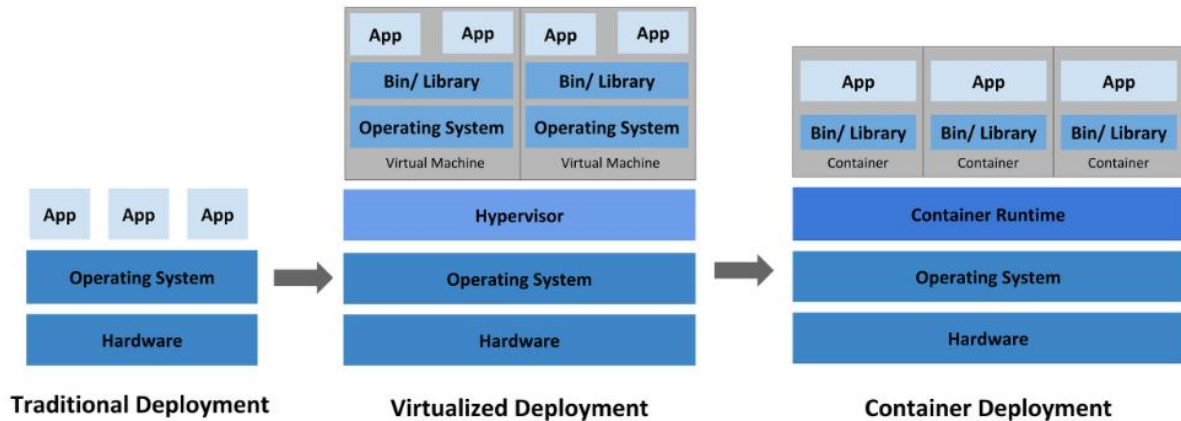 App App App
Operating System
Hardware
Traditional Deployment
App App App App
Bin/ Library Bin/ Library
Operating System Operating System
Virtual Machine Virtual Machine
Hypervisor
Operating System
Hardware
Virtualized Deployment
App App App
Bin/ Library Bin/ Library Bin/ Library
Container Container Container
Container Runtime
Operating System
Hardware
Container Deployment